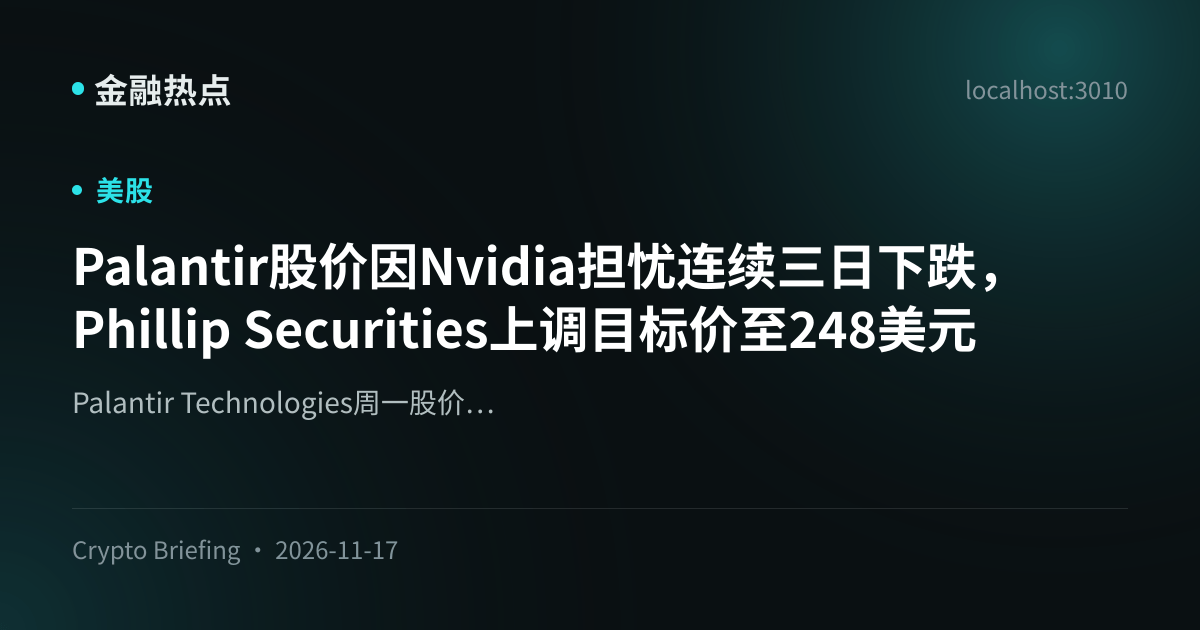 金融热点
localhost:3010
美股
Palantir股价因Nvidia担忧连续三日下跌，
Phillip Securities上调目标价至248美元
Palantir Technologies周一股价…
Crypto Briefing · 2026-11-17